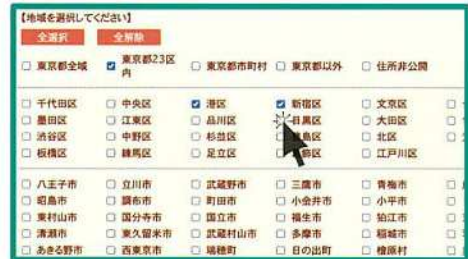 【地域を選択してください】
全選択 全解除
東京都全域 東京都23区内 東京都市町村 東京都以外 住所非公開
千代田区 中央区 港区 新宿区 文京区
墨田区 江東区 品川区 目黒区 大田区
渋谷区 中野区 杉並区 北区
板橋区 練馬区 足立区 江戸川区
八王子市 立川市 武蔵野市 三鷹市 青梅市
昭島市 調布市 町田市 小金井市 小平市
東村山市 国分寺市 国立市 福生市 狛江市
清瀬市 東久留米市 武蔵村山市 多摩市 稲城市
あきる野市 西東京市 瑞穂町 日の出町 檜原村